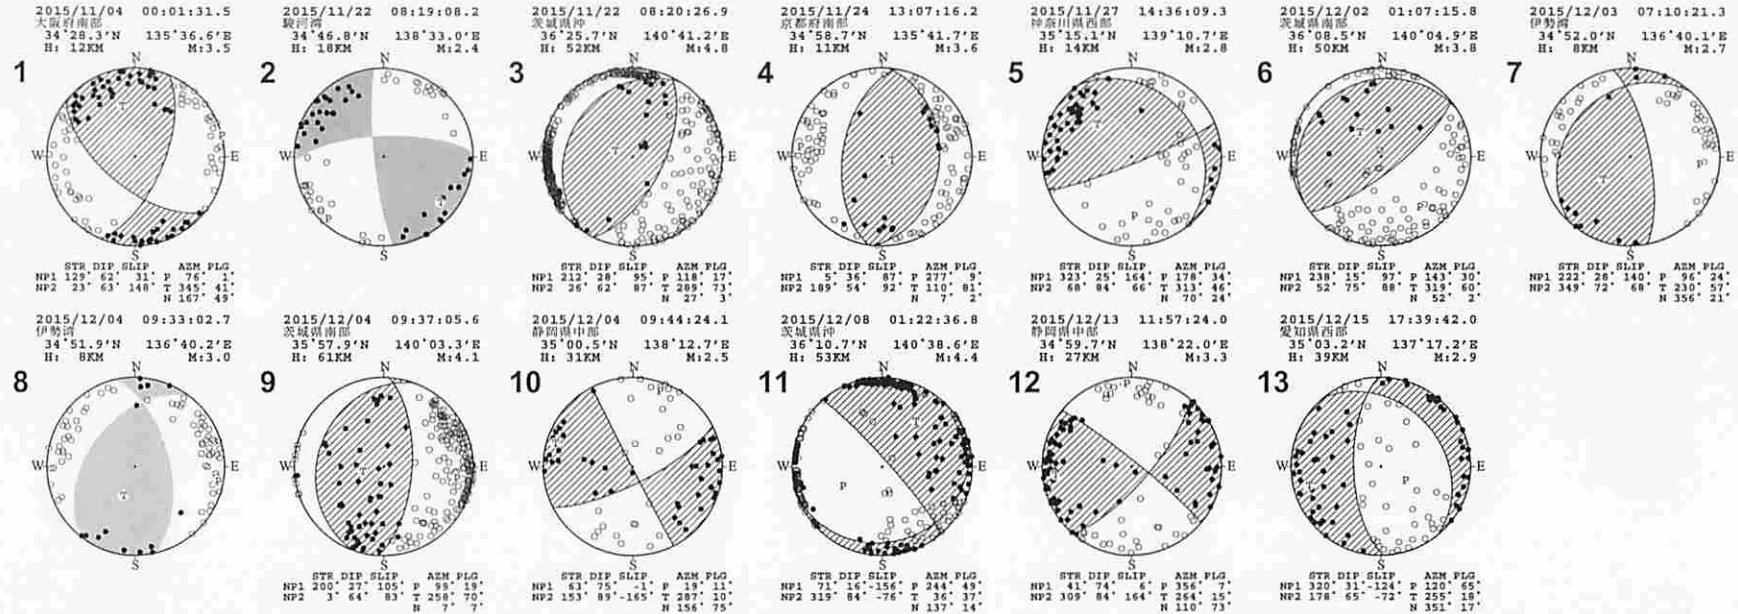 1
2015/11/04 00:01:31.5
大阪府南部
34°28.3'N 135°36.6'E
H: 12KM M:3.5
N
W E
T
P
S
STR DIP SLIP AZM PLG
NP1 129° 62° 31° P 76° 1°
NP2 23° 63° 148° T 345° 41°
N 167° 49°
2
2015/11/22 08:19:08.2
駿河湾
34°46.8'N 138°33.0'E
H: 18KM M:2.4
N
W E
T
P
S
3
2015/11/22 08:20:26.9
茨城県沖
36°25.7'N 140°41.2'E
H: 52KM M:4.8
N
W E
T
P
S
STR DIP SLIP AZM PLG
NP1 212° 28° 95° P 118° 17°
NP2 26° 62° 87° T 289° 73°
N 27° 3°
4
2015/11/24 13:07:16.2
京都府南部
34°58.7'N 135°41.7'E
H: 11KM M:3.6
N
W E
P
T
S
STR DIP SLIP AZM PLG
NP1 5° 36° 87° P 277° 9°
NP2 189° 54° 92° T 110° 81°
N 7° 2°
5
2015/11/27 14:36:09.3
神奈川県西部
35°15.1'N 139°10.7'E
H: 14KM M:2.8
N
W E
T
P
S
STR DIP SLIP AZM PLG
NP1 323° 25° 164° P 178° 34°
NP2 68° 84° 66° T 313° 46°
N 70° 24°
6
2015/12/02 01:07:15.8
茨城県南部
36°08.5'N 140°04.9'E
H: 50KM M:3.8
N
W E
T
P
S
STR DIP SLIP AZM PLG
NP1 238° 15° 97° P 143° 30°
NP2 52° 75° 88° T 319° 60°
N 52° 2°
7
2015/12/03 07:10:21.3
伊勢湾
34°52.0'N 136°40.1'E
H: 8KM M:2.7
N
W E
P
T
S
STR DIP SLIP AZM PLG
NP1 222° 28° 140° P 96° 24°
NP2 349° 72° 68° T 230° 57°
N 356° 21°
8
2015/12/04 09:33:02.7
伊勢湾
34°51.9'N 136°40.2'E
H: 8KM M:3.0
N
W E
P
T
S
9
2015/12/04 09:37:05.6
茨城県南部
35°57.9'N 140°03.3'E
H: 61KM M:4.1
N
W E
T
P
S
STR DIP SLIP AZM PLG
NP1 200° 27° 105° P 99° 19°
NP2 3° 64° 83° T 258° 70°
N 7° 7°
10
2015/12/04 09:44:24.1
静岡県中部
35°00.5'N 138°12.7'E
H: 31KM M:2.5
N
W E
P
T
S
STR DIP SLIP AZM PLG
NP1 63° 75° -1° P 19° 11°
NP2 153° 89° -165° T 287° 10°
N 156° 75°
11
2015/12/08 01:22:36.8
茨城県沖
36°10.7'N 140°38.6'E
H: 53KM M:4.4
N
W E
T
P
S
STR DIP SLIP AZM PLG
NP1 71° 16° -156° P 244° 49°
NP2 319° 84° -76° T 36° 37°
N 137° 14°
12
2015/12/13 11:57:24.0
静岡県中部
34°59.7'N 138°22.0'E
H: 27KM M:3.3
N
W E
P
T
S
STR DIP SLIP AZM PLG
NP1 41° 74° 6° P 356° 7°
NP2 309° 84° 164° T 264° 15°
N 110° 73°
13
2015/12/15 17:39:42.0
愛知県西部
35°03.2'N 137°17.2'E
H: 39KM M:2.9
N
W E
P
T
S
STR DIP SLIP AZM PLG
NP1 320° 31° -124° P 120° 65°
NP2 178° 65° -72° T 255° 18°
N 351° 17°